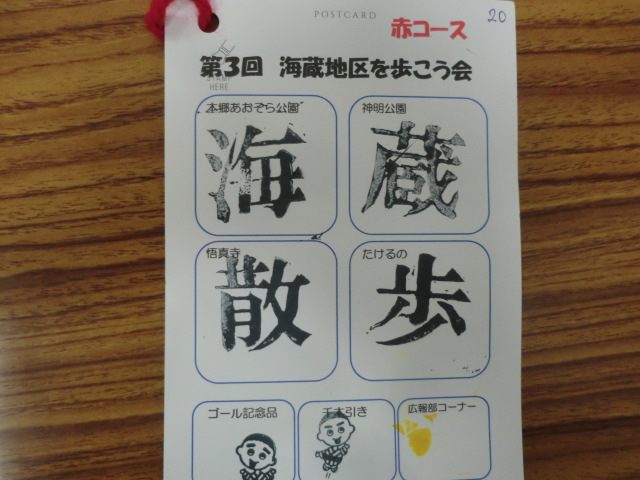 POSTCARD
20
赤コース
第3回 海蔵地区を歩こう会
HERE
本郷あおぞら公園
神明公園
海
蔵
悟真寺
たけるの
散
歩
ゴール記念品
千本引き
広報部コーナー